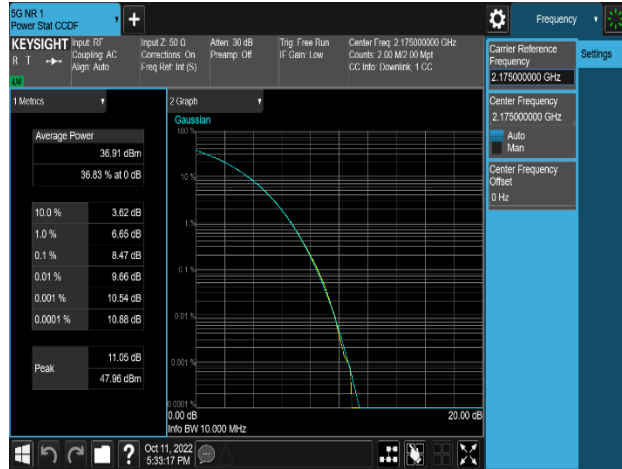 5G NR 1
Power Stat CCDF
Frequency
KEYSIGHT
R T
LV
Input: RF
Coupling: AC
Align: Auto
Input Z: 50 Ω
Corrections: On
Freq Ref: Int (S)
Atten: 30 dB
Preamp: Off
Trig: Free Run
IF Gain: Low
Center Freq: 2.175000000 GHz
Counts: 2.00 M/2.00 Mpt
CC Info: Downlink, 1 CC
Carrier Reference
Frequency
2.175000000 GHz
Settings
Center Frequency
2.175000000 GHz
Auto
Man
Center Frequency
Offset
0 Hz
1 Metrics
Average Power
36.91 dBm
36.83 % at 0 dB
10.0 % 3.62 dB
1.0 % 6.65 dB
0.1 % 8.47 dB
0.01 % 9.66 dB
0.001 % 10.54 dB
0.0001 % 10.88 dB
Peak
11.05 dB
47.96 dBm
2 Graph
Gaussian
100 %
10 %
1 %
0.1 %
0.01 %
0.001 %
0.0001 %
0.00 dB 20.00 dB
Info BW 10.000 MHz
?
Oct 11, 2022
5:33:17 PM